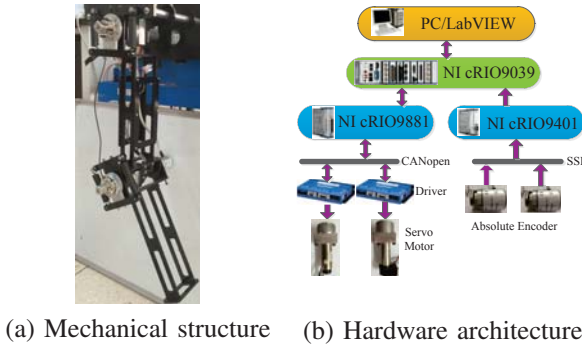 PC/LabVIEW
NI cRIO9039
NI cRIO9881
NI cRIO9401
CANopen
SSI
Driver
Servo
Motor
Absolute Encoder
(a) Mechanical structure
(b) Hardware architecture